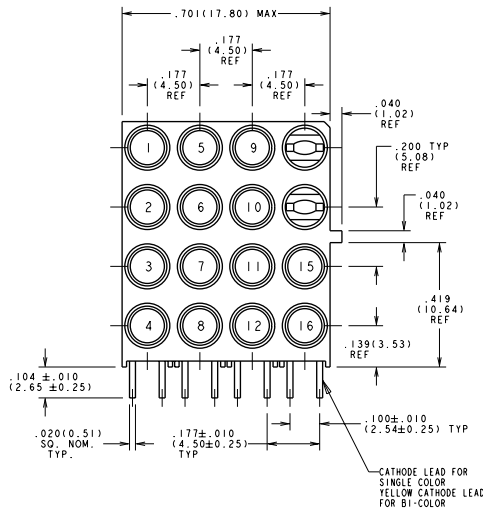 .701(17.80) MAX
.177
(4.50)
REF
.177
(4.50)
REF
.177
(4.50)
REF
.040
(1.02)
REF
.200 TYP
(5.08)
REF
.040
(1.02)
REF
1 5 9
2 6 10
3 7 11 15
4 8 12 16
.419
(10.64)
REF
.139(3.53)
REF
.104 ±.010
(2.65 ±0.25)
.020(0.51)
SQ. NOM.
TYP.
.177±.010
(4.50±0.25)
TYP
.100±.010
(2.54±0.25) TYP
CATHODE LEAD FOR
SINGLE COLOR
YELLOW CATHODE LEAD
FOR BI-COLOR